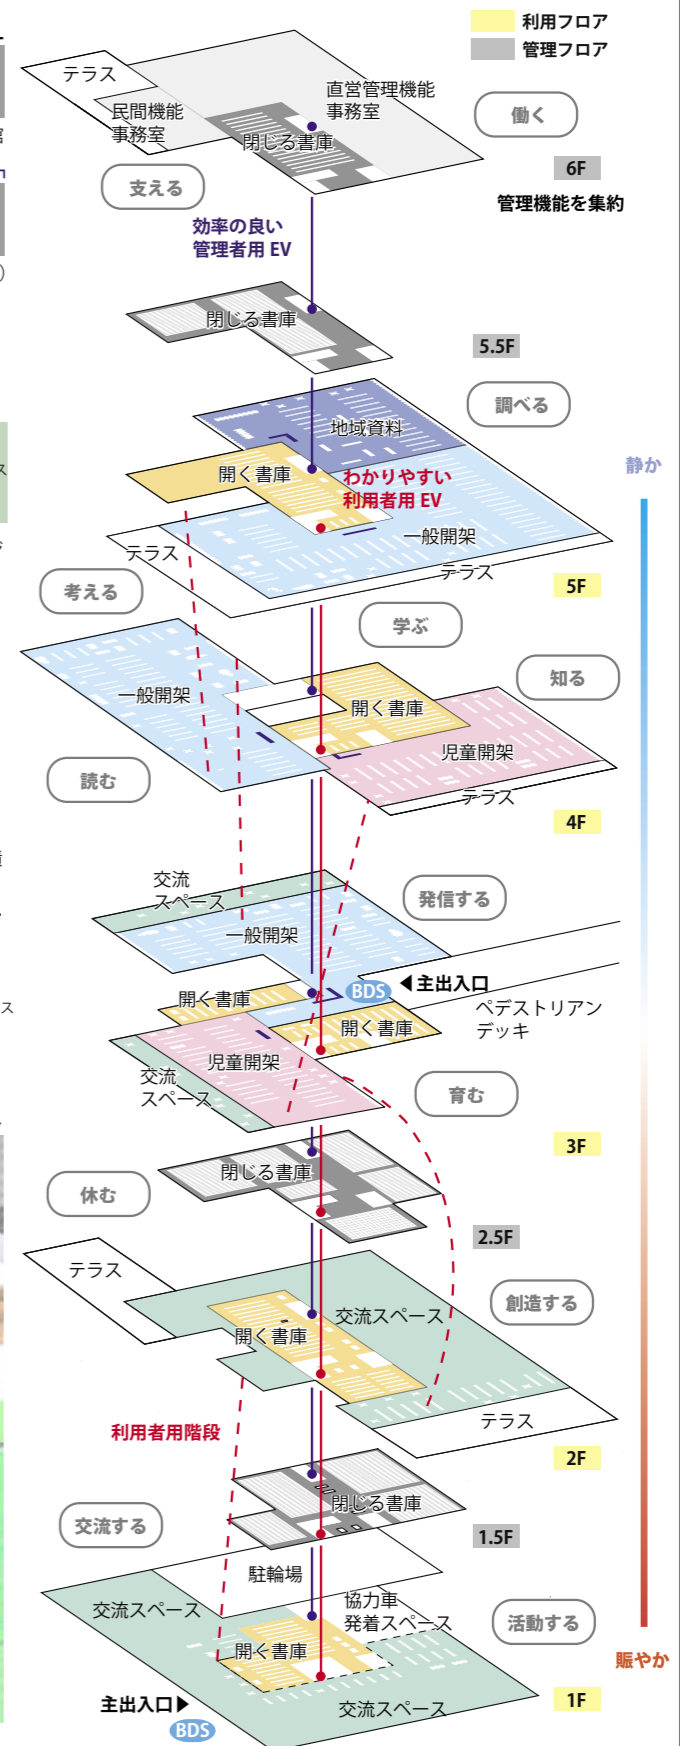 利用フロア
管理フロア
テラス
直営管理機能
事務室
民間機能
事務室
閉じる書庫
働く
6F
支える
管理機能を集約
効率の良い
管理者用 EV
閉じる書庫
5.5F
調べる
地域資料
静か
開く書庫
わかりやすい
利用者用 EV
一般開架
テラス
テラス
5F
考える
学ぶ
知る
一般開架
開く書庫
児童開架
読む
テラス
4F
交流
スペース
発信する
一般開架
主出入口
BDS
開く書庫
ペデストリアン
デッキ
開く書庫
児童開架
交流
スペース
育む
3F
閉じる書庫
休む
2.5F
テラス
創造する
交流スペース
開く書庫
テラス
利用者用階段
2F
閉じる書庫
交流する
1.5F
駐輪場
協力車
発着スペース
交流スペース
活動する
開く書庫
賑やか
主出入口
交流スペース
1F
BDS